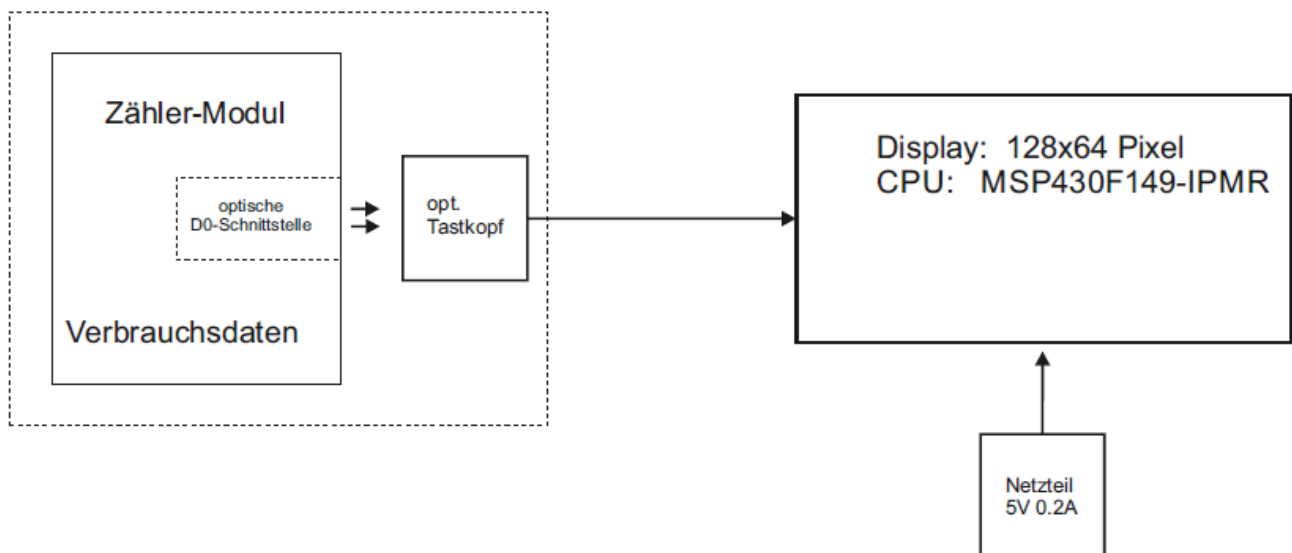 Zähler-Modul
optische
D0-Schnittstelle
Verbrauchsdaten
opt.
Tastkopf
Display: 128x64 Pixel
CPU: MSP430F149-IPMR
Netzteil
5V 0.2A